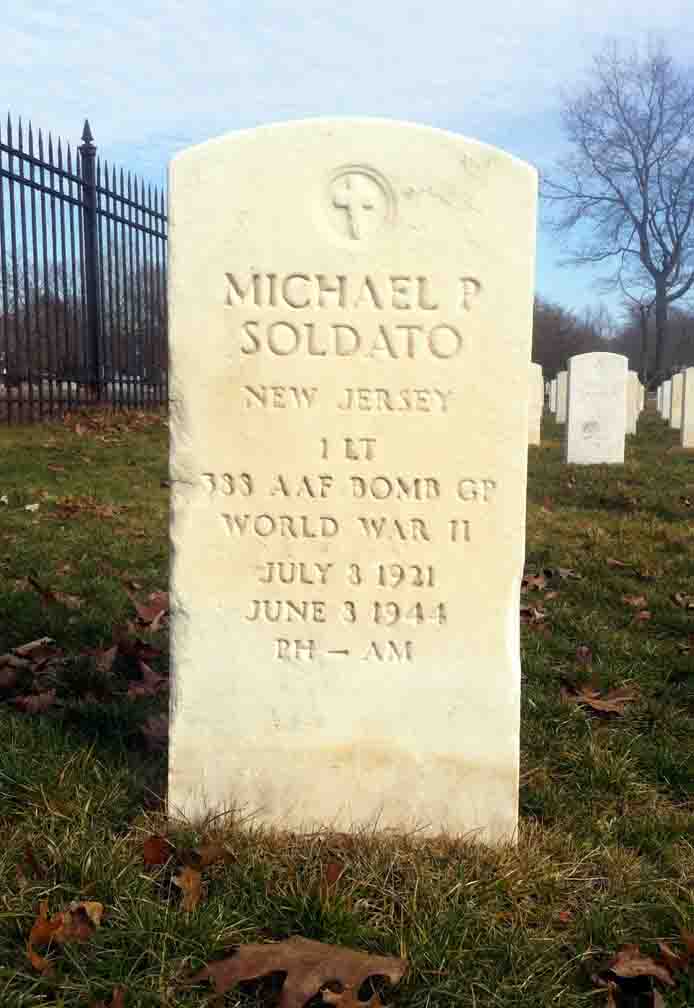 MICHAEL P
SOLDATO
NEW JERSEY
1 LT
388 AAF BOMB GP
WORLD WAR II
JULY 3 1921
JUNE 3 1944
PH – AM